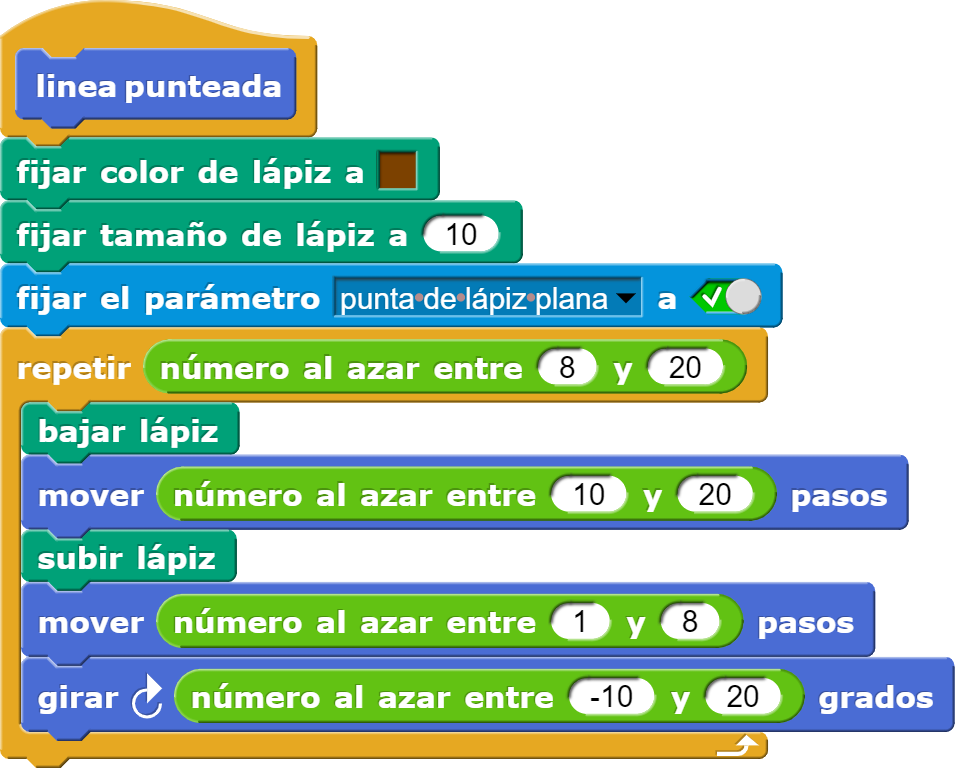 linea punteada
fijar color de lápiz a
fijar tamaño de lápiz a 10
fijar el parámetro punta de lápiz plana a
repetir número al azar entre 8 y 20
bajar lápiz
mover número al azar entre 10 y 20 pasos
subir lápiz
mover número al azar entre 1 y 8 pasos
girar número al azar entre -10 y 20 grados